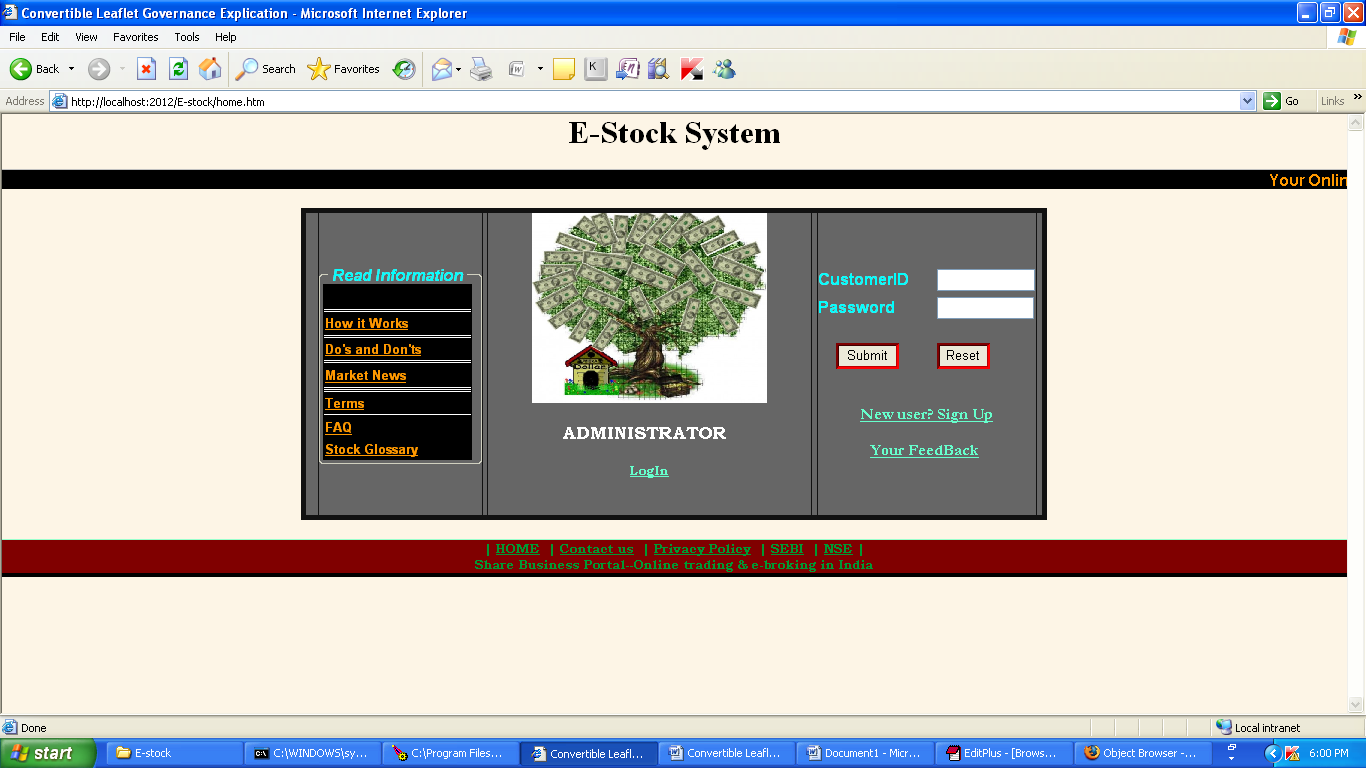 Convertible Leaflet Governance Explication - Microsoft Internet Explorer
File Edit View Favorites Tools Help
Back Search Favorites
Address http://localhost:2012/E-stock/home.htm Go Links
E-Stock System
Your Onlin
Read Information
How it Works
Do's and Don'ts
Market News
Terms
FAQ
Stock Glossary
Dollar
ADMINISTRATOR
LogIn
CustomerID
Password
Submit Reset
New user? Sign Up
Your FeedBack
| HOME | Contact us | Privacy Policy | SEBI | NSE |
Share Business Portal--Online trading & e-broking in India
Done Local intranet
start E-stock C:\WINDOWS\sy... C:\Program Files... Convertible Leafl... Convertible Leafl... Document1 - Micr... EditPlus - [Brows... Object Browser -... 6:00 PM